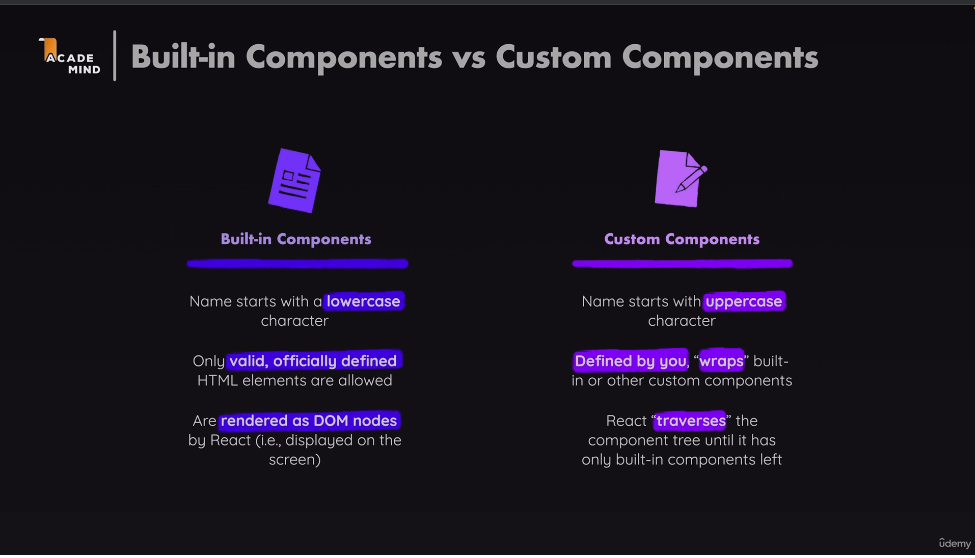 ACADE
MIND
Built-in Components vs Custom Components
Built-in Components
Name starts with a lowercase
character
Only valid, officially defined
HTML elements are allowed
Are rendered as DOM nodes
by React (i.e., displayed on the
screen)
Custom Components
Name starts with uppercase
character
Defined by you, “wraps” built-
in or other custom components
React “traverses” the
component tree until it has
only built-in components left
ûdemy